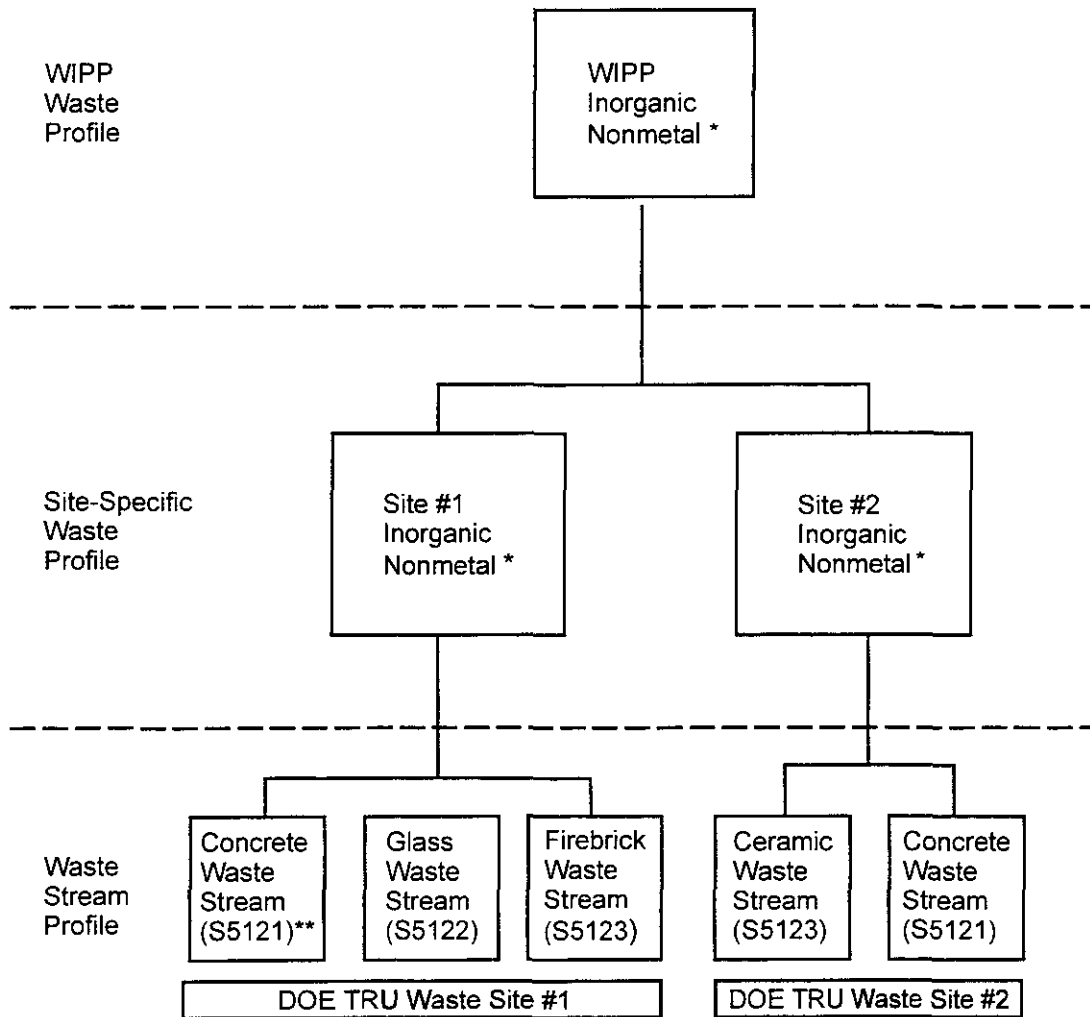 WIPP
Waste
Profile
WIPP
Inorganic
Nonmetal *
Site-Specific
Waste
Profile
Site #1
Inorganic
Nonmetal *
Site #2
Inorganic
Nonmetal *
Waste
Stream
Profile
Concrete
Waste
Stream
(S5121)**
Glass
Waste
Stream
(S5122)
Firebrick
Waste
Stream
(S5123)
Ceramic
Waste
Stream
(S5123)
Concrete
Waste
Stream
(S5121)
DOE TRU Waste Site #1
DOE TRU Waste Site #2